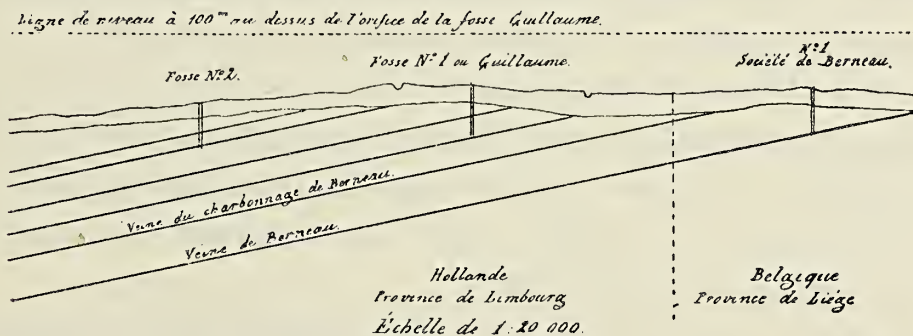 Ligne de niveau à 100ᵐ au dessus de l'orifice de la fosse Guillaume.
Fosse Nº 2.
Fosse Nº 1 ou Guillaume.
Nº 1
Société de Berneau.
Veine du charbonnage de Berneau.
Veine de Berneau.
Hollande
Province de Limbourg
Belgique
Province de Liége
Échelle de 1:20 000.